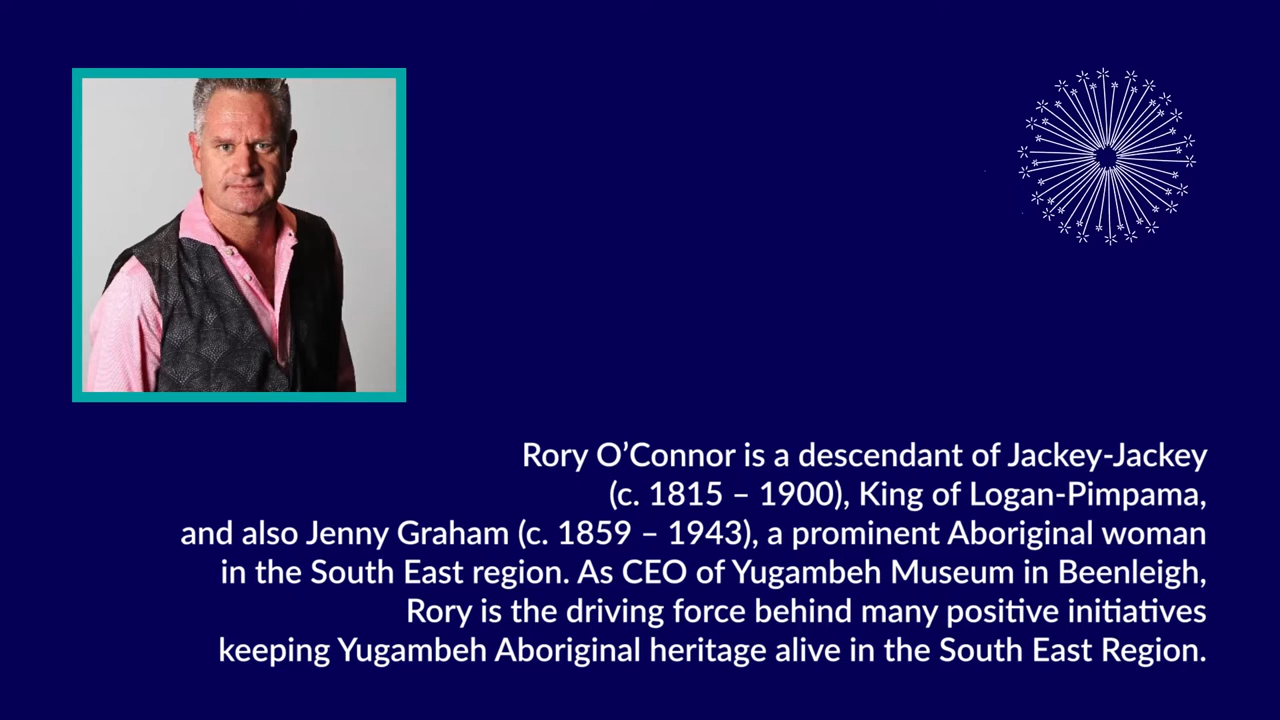 Rory O’Connor is a descendant of Jackey-Jackey
(c. 1815 – 1900), King of Logan-Pimpama,
and also Jenny Graham (c. 1859 – 1943), a prominent Aboriginal woman
in the South East region. As CEO of Yugambeh Museum in Beenleigh,
Rory is the driving force behind many positive initiatives
keeping Yugambeh Aboriginal heritage alive in the South East Region.